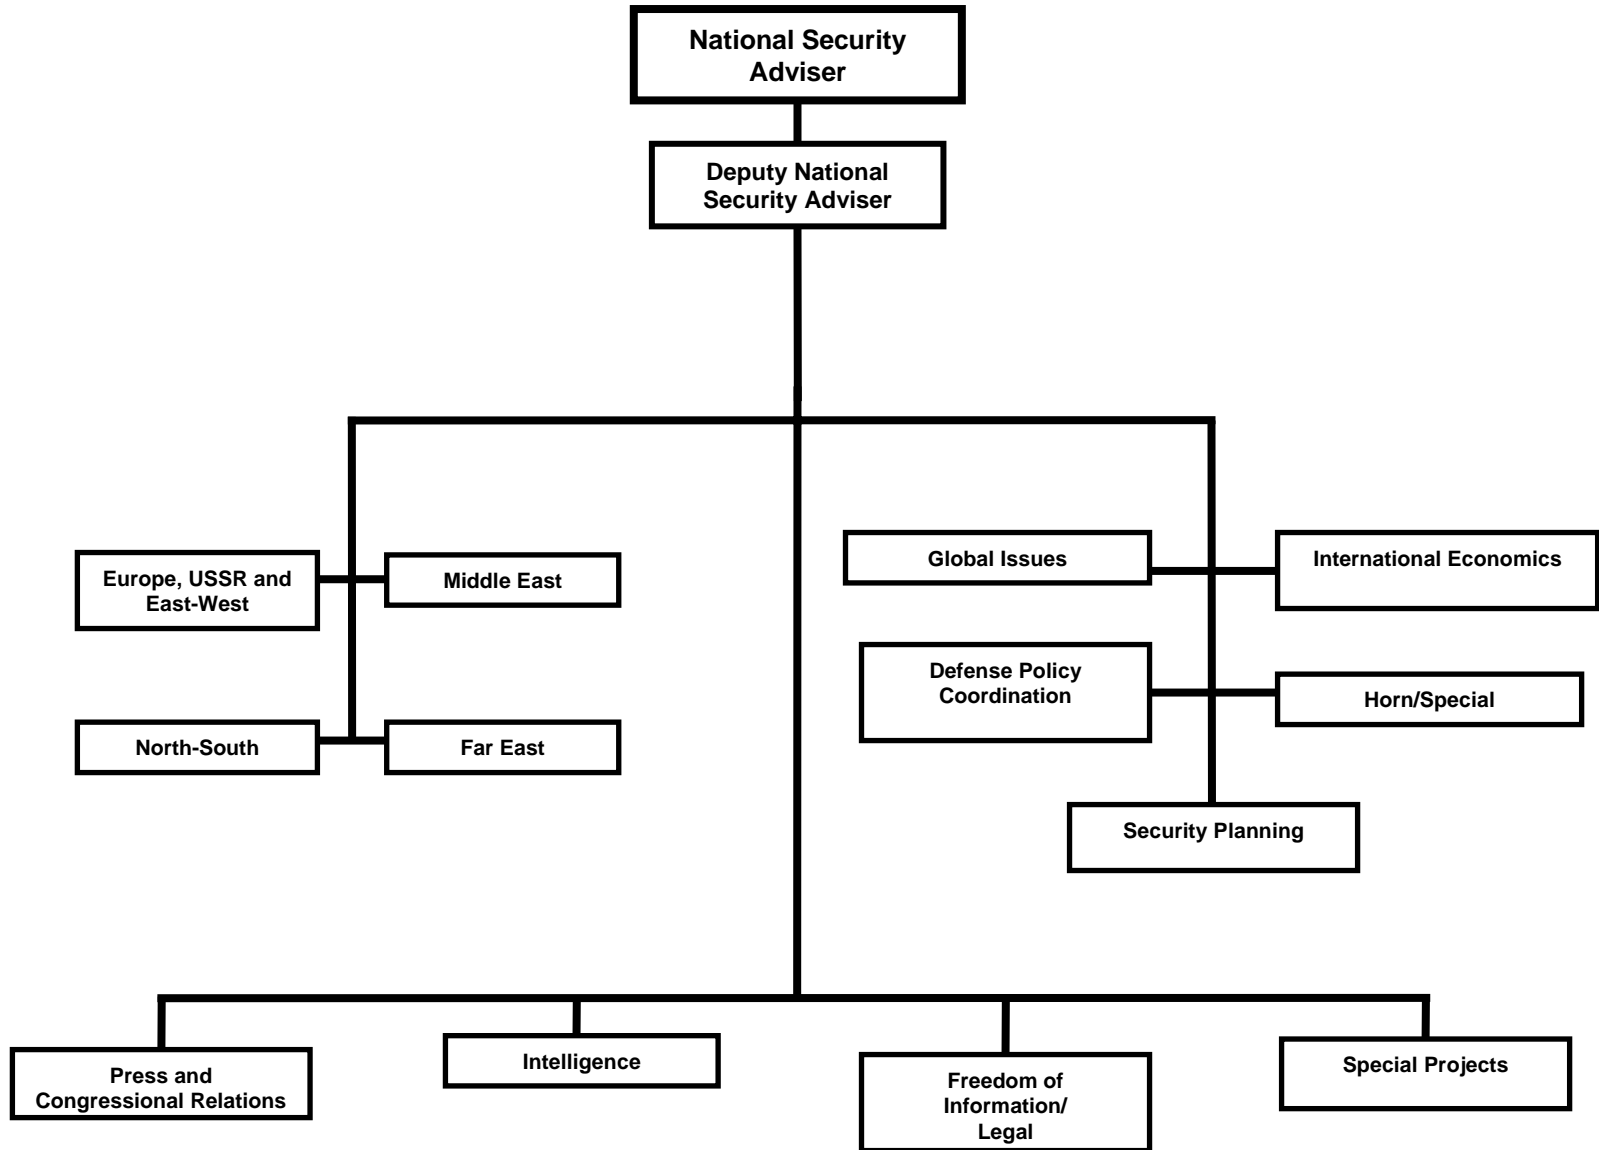 National Security
Adviser
Deputy National
Security Adviser
Europe, USSR and
East-West
Middle East
North-South
Far East
Global Issues
International Economics
Defense Policy
Coordination
Horn/Special
Security Planning
Press and
Congressional Relations
Intelligence
Freedom of
Information/
Legal
Special Projects